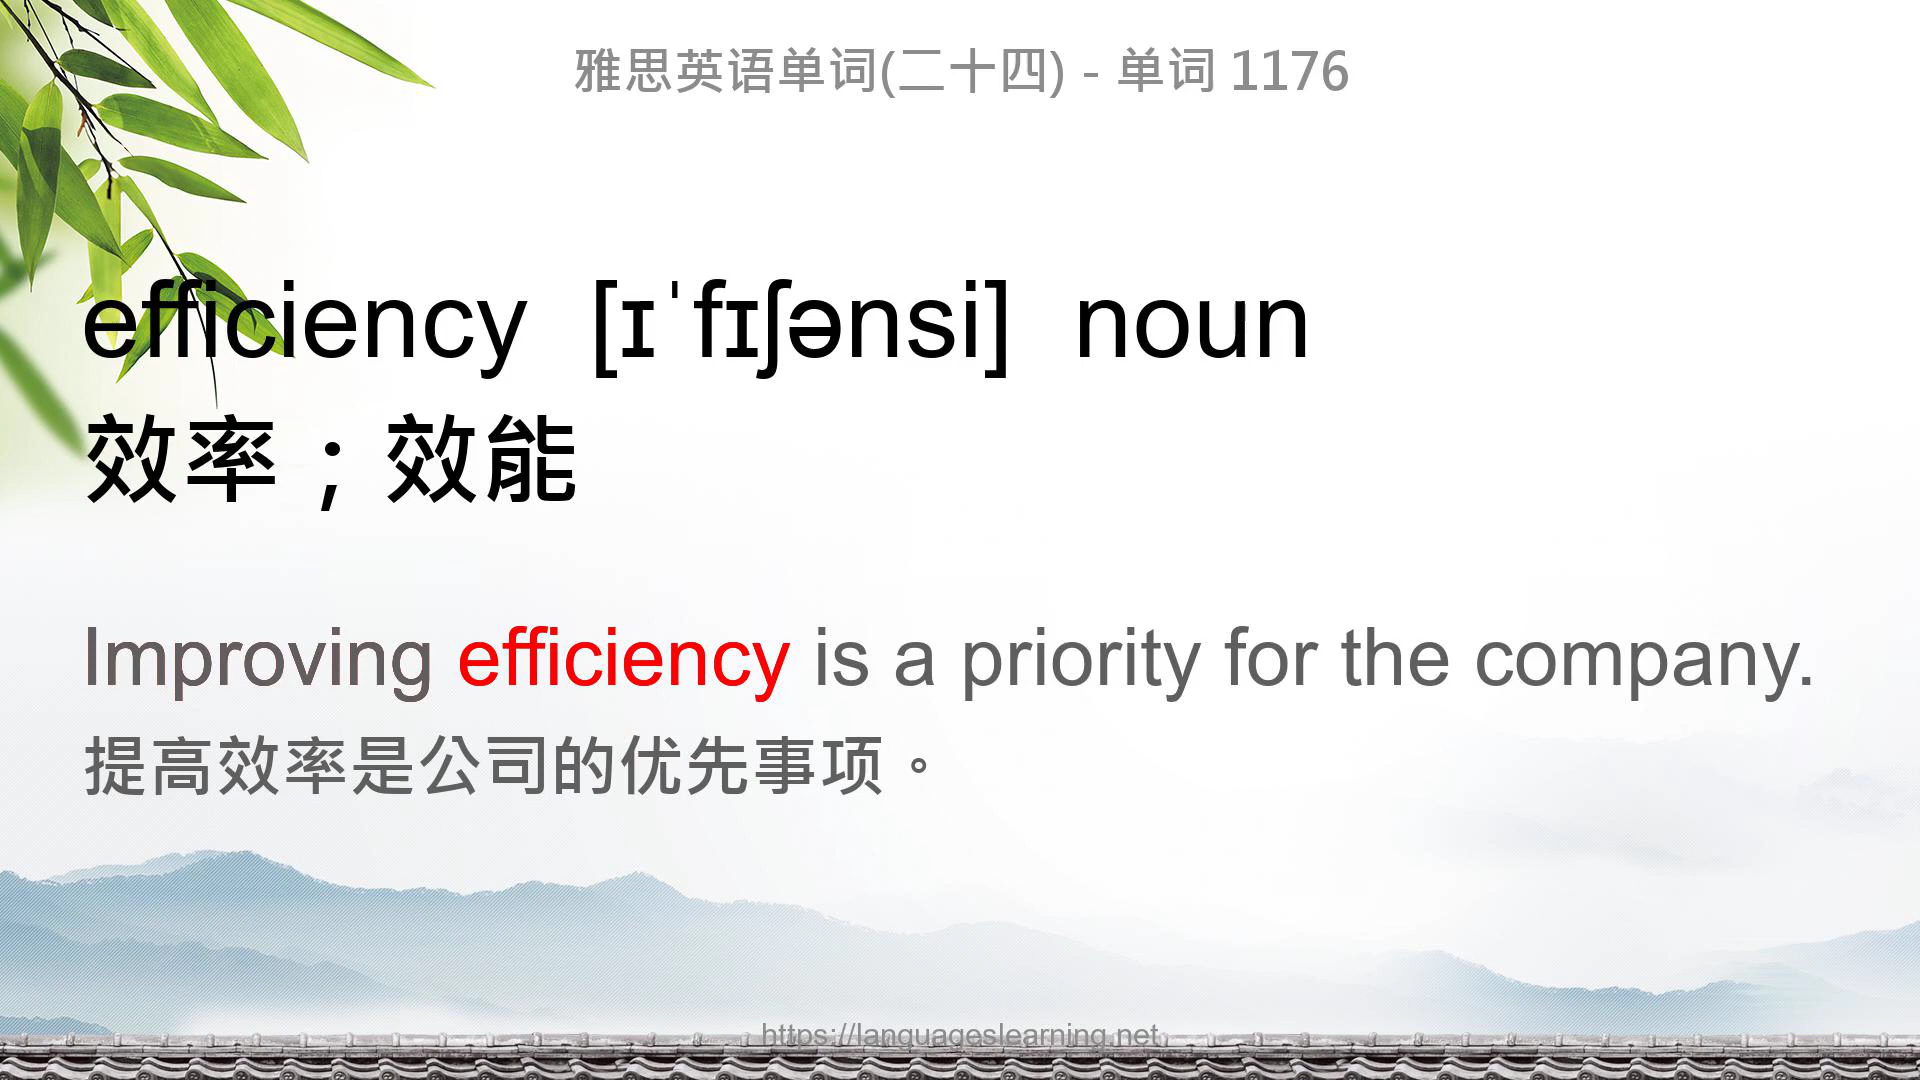 雅思英语单词(二十四) - 单词 1176
efficiency [ɪˈfɪʃənsi] noun
效率；效能
Improving efficiency is a priority for the company.
提高效率是公司的优先事项。
https://languageslearning.net